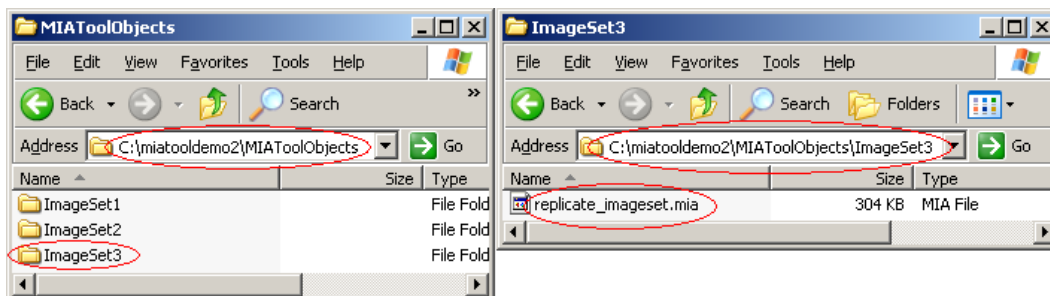 MIAToolObjects
File Edit View Favorites Tools Help
Back Search »
Address C:\miatooldemo2\MIAToolObjects Go
Name Size Type
ImageSet1 File Fold
ImageSet2 File Fold
ImageSet3 File Fold
ImageSet3
File Edit View Favorites Tools Help
Back Search Folders
Address C:\miatooldemo2\MIAToolObjects\ImageSet3 Go
Name Size Type
replicate_imageset.mia 304 KB MIA File